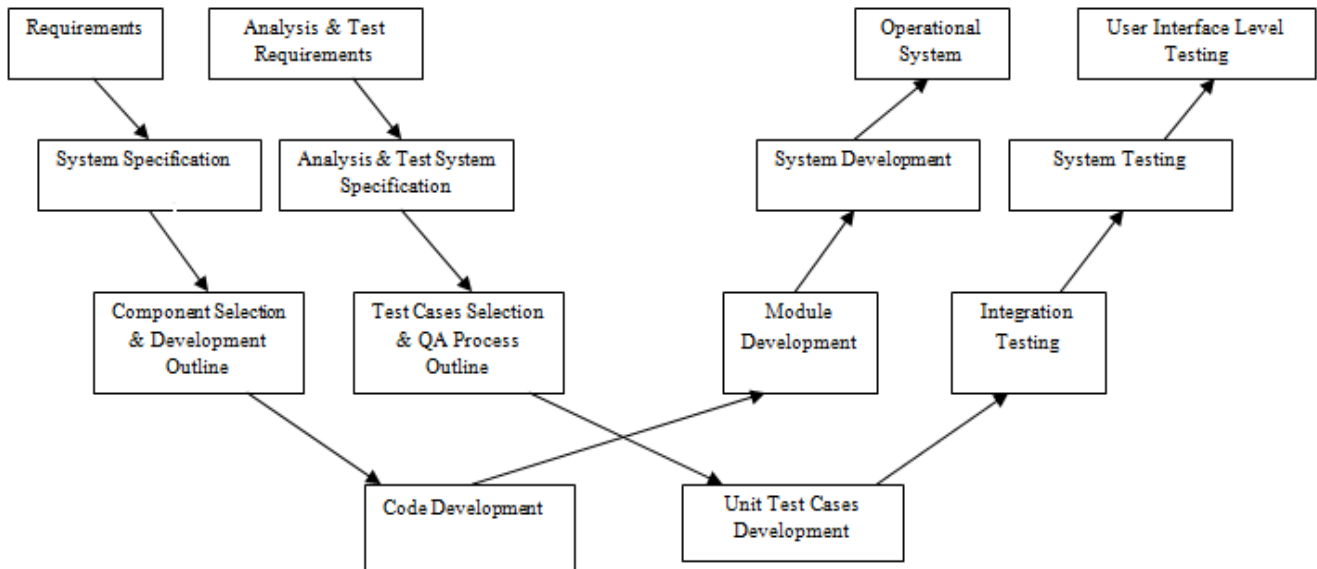 Requirements
Analysis & Test
Requirements
Operational
System
User Interface Level
Testing
System Specification
Analysis & Test System
Specification
System Development
System Testing
Component Selection
& Development
Outline
Test Cases Selection
& QA Process
Outline
Module
Development
Integration
Testing
Code Development
Unit Test Cases
Development